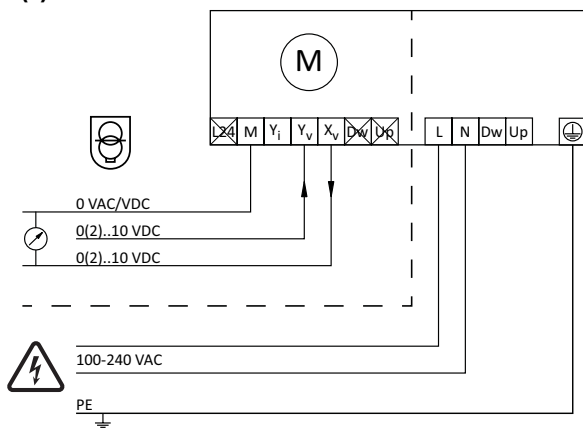 M
L24 M Yi Yv Xv Dw Up L N Dw Up
0 VAC/VDC
0(2)..10 VDC
0(2)..10 VDC
100-240 VAC
PE